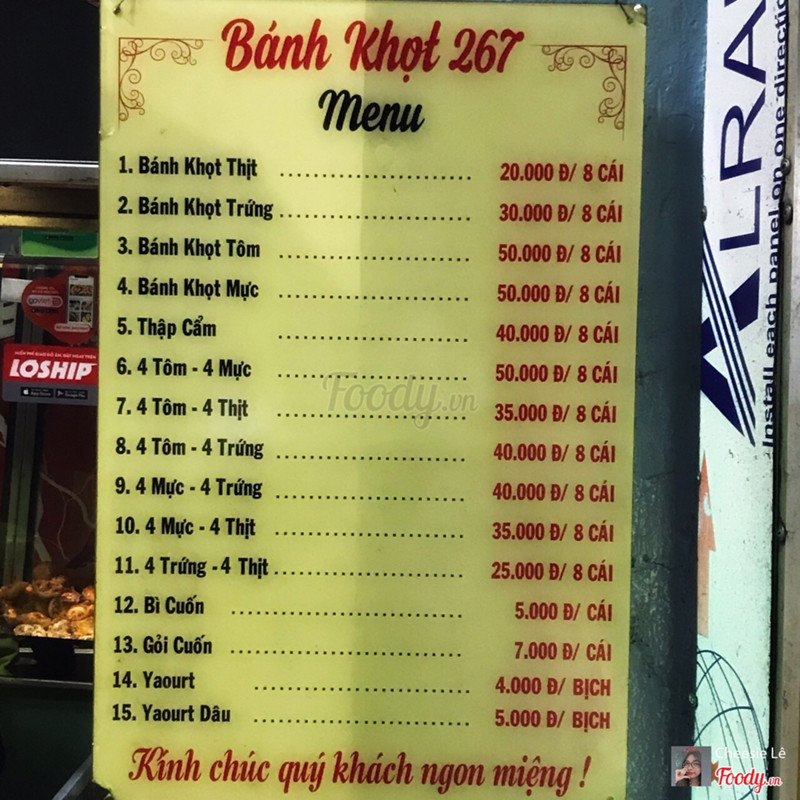 Bánh Khọt 267
Menu
1. Bánh Khọt Thịt ........................ 20.000 Đ/ 8 CÁI
2. Bánh Khọt Trứng ........................ 30.000 Đ/ 8 CÁI
3. Bánh Khọt Tôm ........................ 50.000 Đ/ 8 CÁI
4. Bánh Khọt Mực ........................ 50.000 Đ/ 8 CÁI
5. Thập Cẩm ........................ 40.000 Đ/ 8 CÁI
6. 4 Tôm - 4 Mực ........................ 50.000 Đ/ 8 CÁI
7. 4 Tôm - 4 Thịt ........................ 35.000 Đ/ 8 CÁI
8. 4 Tôm - 4 Trứng ........................ 40.000 Đ/ 8 CÁI
9. 4 Mực - 4 Trứng ........................ 40.000 Đ/ 8 CÁI
10. 4 Mực - 4 Thịt ........................ 35.000 Đ/ 8 CÁI
11. 4 Trứng - 4 Thịt ........................ 25.000 Đ/ 8 CÁI
12. Bì Cuốn ........................ 5.000 Đ/ CÁI
13. Gỏi Cuốn ........................ 7.000 Đ/ CÁI
14. Yaourt ........................ 4.000 Đ/ BỊCH
15. Yaourt Dâu ........................ 5.000 Đ/ BỊCH
Kính chúc quý khách ngon miệng !
Foody.vn
goviet
LOSHIP
ALRA
Install each panel on one directio
Cheesie Lê
Foody.vn